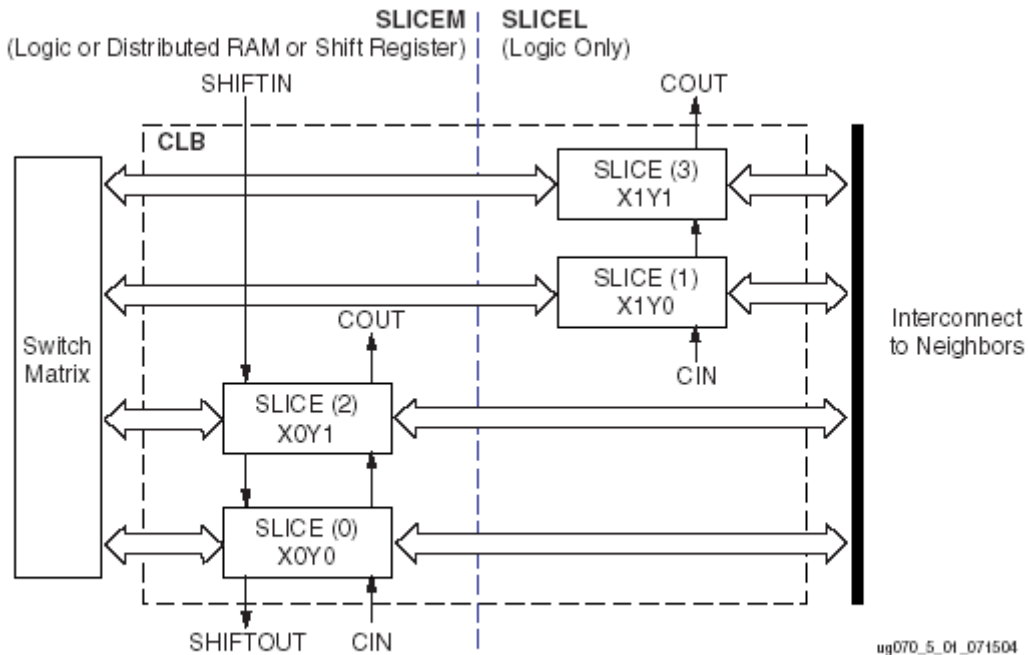 SLICEM
(Logic or Distributed RAM or Shift Register)
SLICEL
(Logic Only)
SHIFTIN
COUT
CLB
SLICE (3)
X1Y1
SLICE (1)
X1Y0
COUT
CIN
Switch
Matrix
Interconnect
to Neighbors
SLICE (2)
X0Y1
SLICE (0)
X0Y0
SHIFTOUT
CIN
ug070_5_01_071504